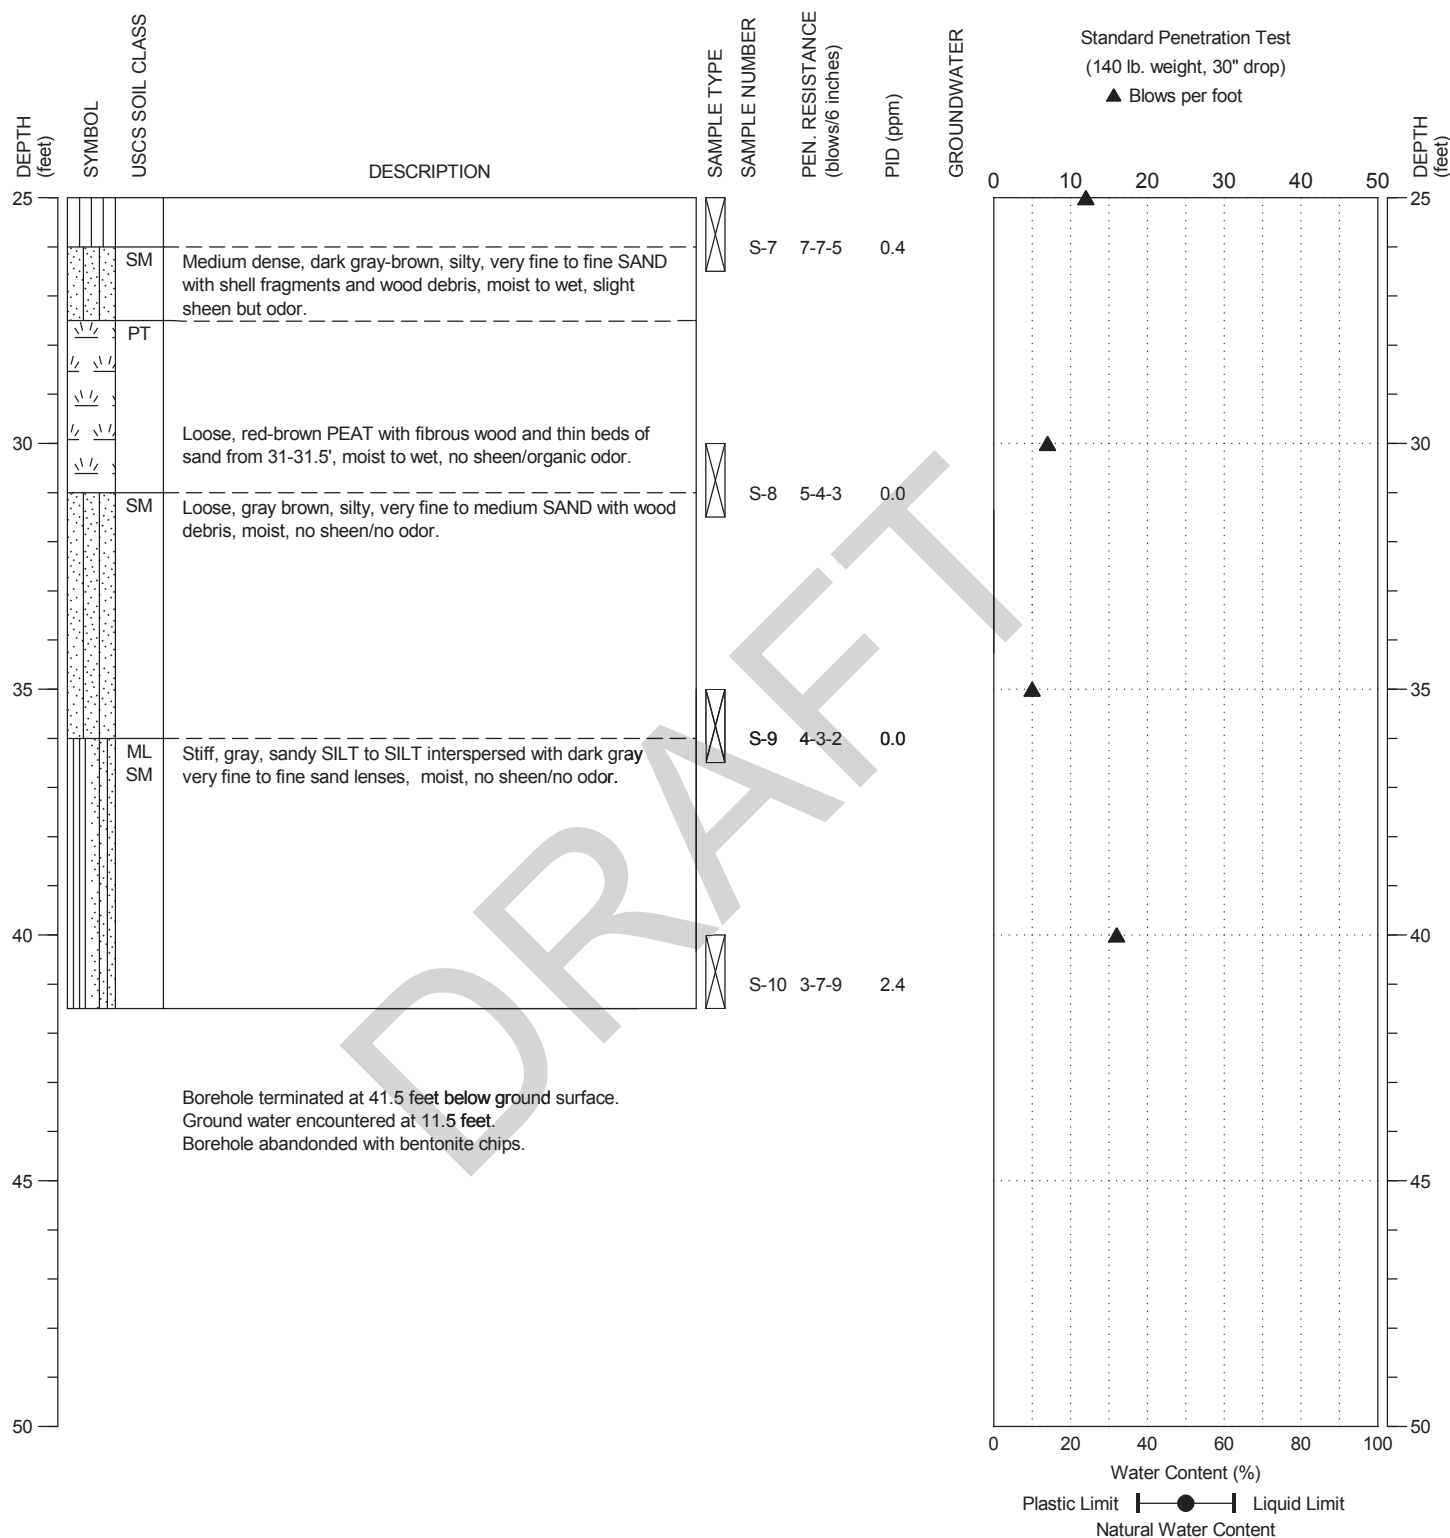 DEPTH
(feet)
SYMBOL
USCS SOIL CLASS
DESCRIPTION
SAMPLE TYPE
SAMPLE NUMBER
PEN. RESISTANCE
(blows/6 inches)
PID (ppm)
GROUNDWATER
Standard Penetration Test
(140 lb. weight, 30" drop)
▲ Blows per foot
DEPTH
(feet)
0 10 20 30 40 50
25 25
S-7 7-7-5 0.4
SM Medium dense, dark gray-brown, silty, very fine to fine SAND
with shell fragments and wood debris, moist to wet, slight
sheen but odor.
PT
Loose, red-brown PEAT with fibrous wood and thin beds of
30 30
sand from 31-31.5', moist to wet, no sheen/organic odor.
S-8 5-4-3 0.0
SM Loose, gray brown, silty, very fine to medium SAND with wood
debris, moist, no sheen/no odor.
35 35
S-9 4-3-2 0.0
ML Stiff, gray, sandy SILT to SILT interspersed with dark gray
SM very fine to fine sand lenses, moist, no sheen/no odor.
40 40
S-10 3-7-9 2.4
DRAFT
Borehole terminated at 41.5 feet below ground surface.
Ground water encountered at 11.5 feet.
Borehole abandonded with bentonite chips.
45 45
50 50
0 20 40 60 80 100
Water Content (%)
Plastic Limit Liquid Limit
Natural Water Content